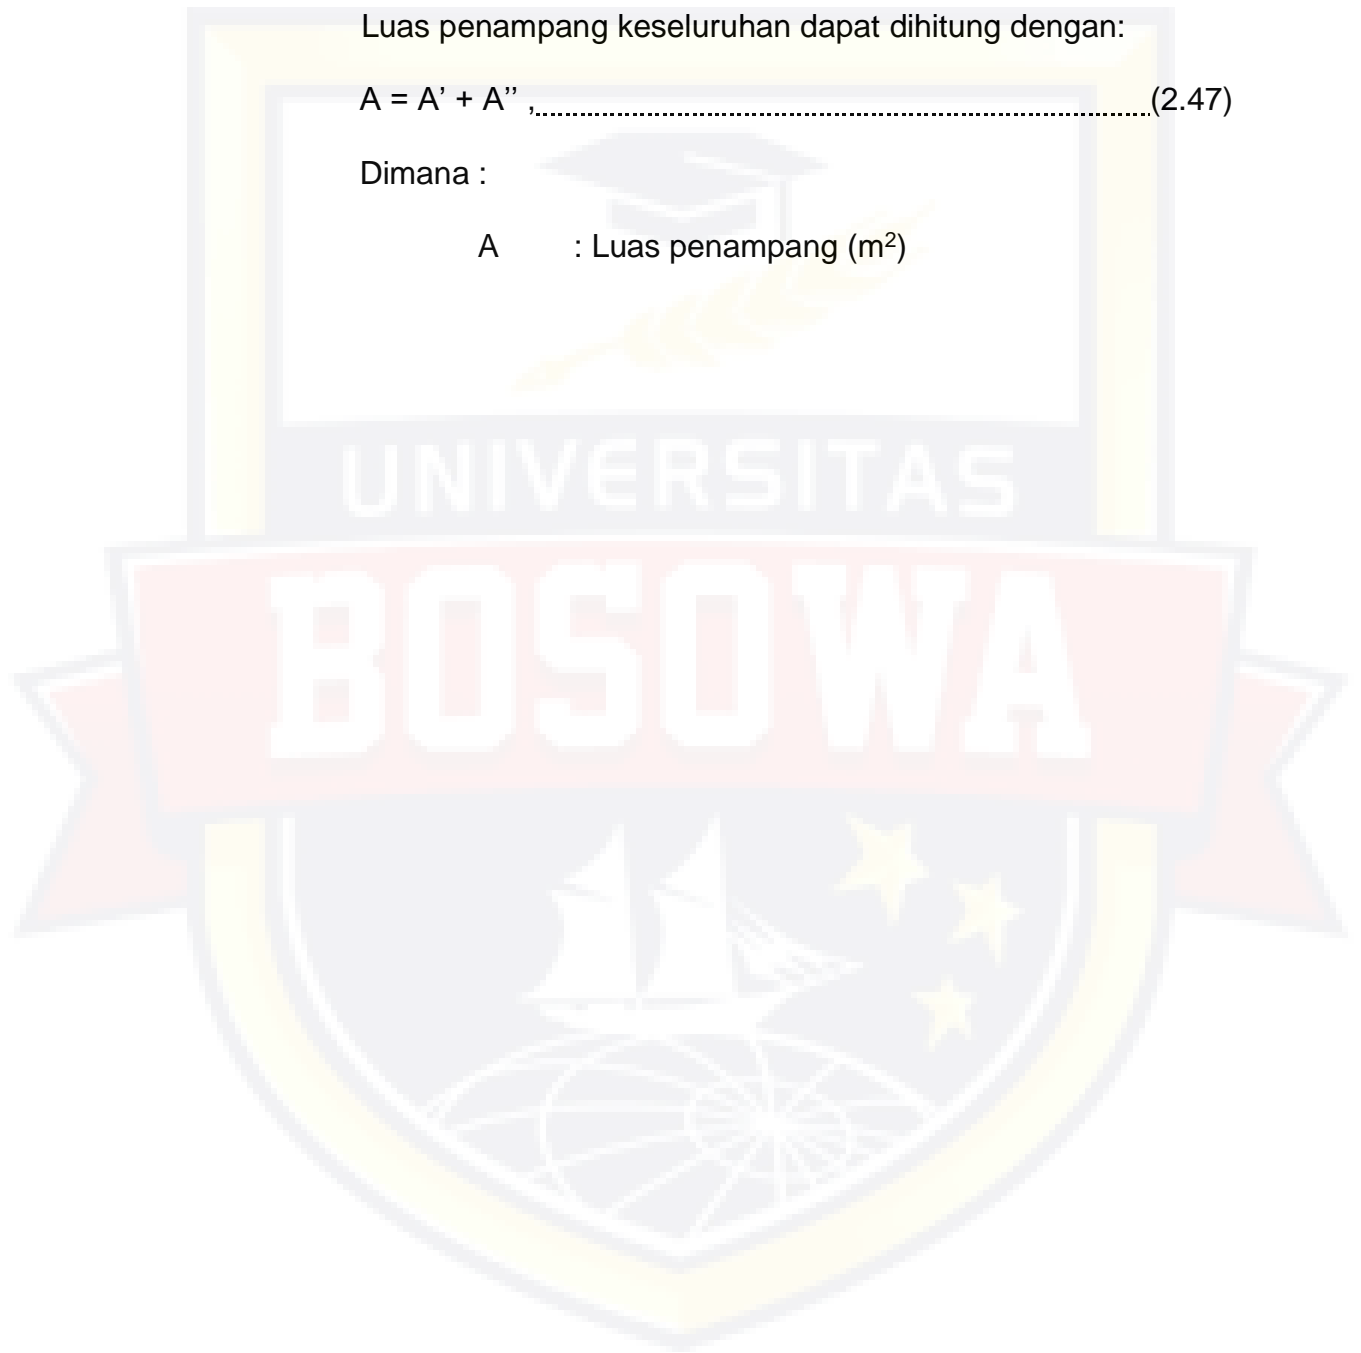 Luas penampang keseluruhan dapat dihitung dengan:
A = A’ + A’’ ,......................................................................(2.47)
Dimana :
A : Luas penampang (m²)
UNIVERSITAS
BOSOWA